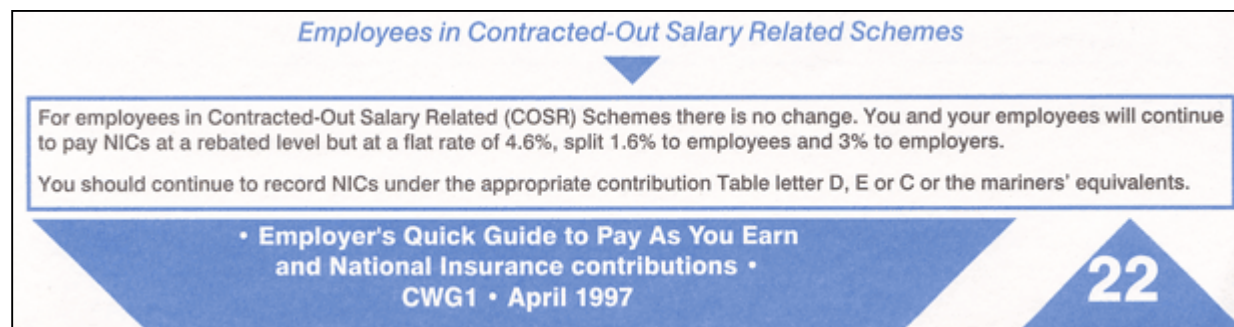 Employees in Contracted-Out Salary Related Schemes
For employees in Contracted-Out Salary Related (COSR) Schemes there is no change. You and your employees will continue
to pay NICs at a rebated level but at a flat rate of 4.6%, split 1.6% to employees and 3% to employers.
You should continue to record NICs under the appropriate contribution Table letter D, E or C or the mariners' equivalents.
• Employer's Quick Guide to Pay As You Earn
and National Insurance contributions •
CWG1 • April 1997
22